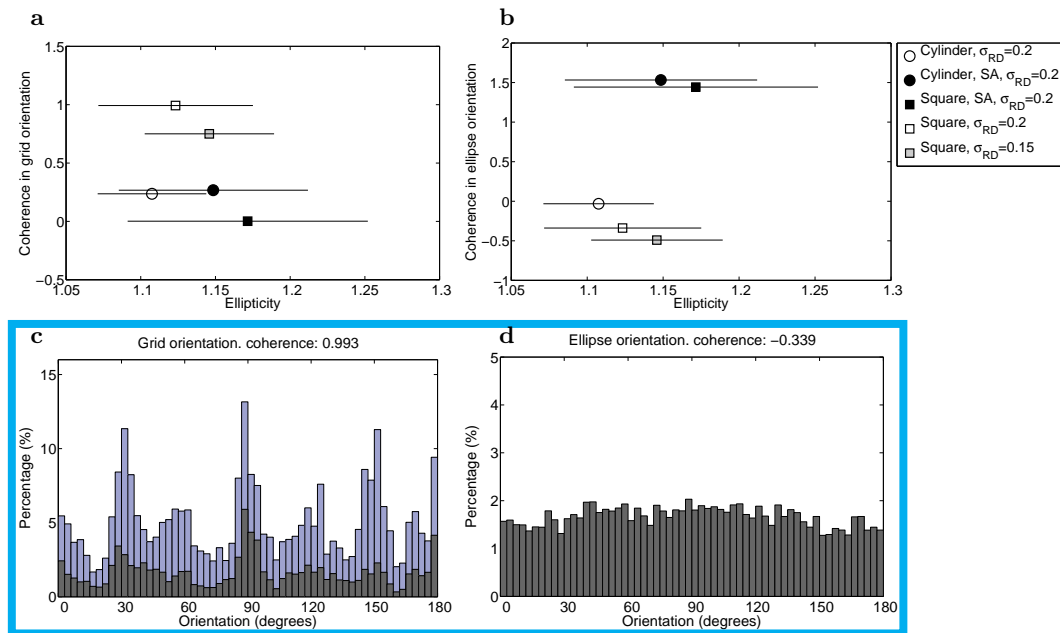 a
1.5
1
0.5
0
−0.5
Coherence in grid orientation
1.05 1.1 1.15 1.2 1.25 1.3
Ellipticity
b
2
1.5
1
0.5
0
−0.5
−1
Coherence in ellipse orientation
1.05 1.1 1.15 1.2 1.25 1.3
Ellipticity
Cylinder, σRD=0.2
Cylinder, SA, σRD=0.2
Square, SA, σRD=0.2
Square, σRD=0.2
Square, σRD=0.15
c
Grid orientation. coherence: 0.993
15
10
5
0
Percentage (%)
0 30 60 90 120 150 180
Orientation (degrees)
d
Ellipse orientation. coherence: −0.339
5
4
3
2
1
0
Percentage (%)
0 30 60 90 120 150 180
Orientation (degrees)